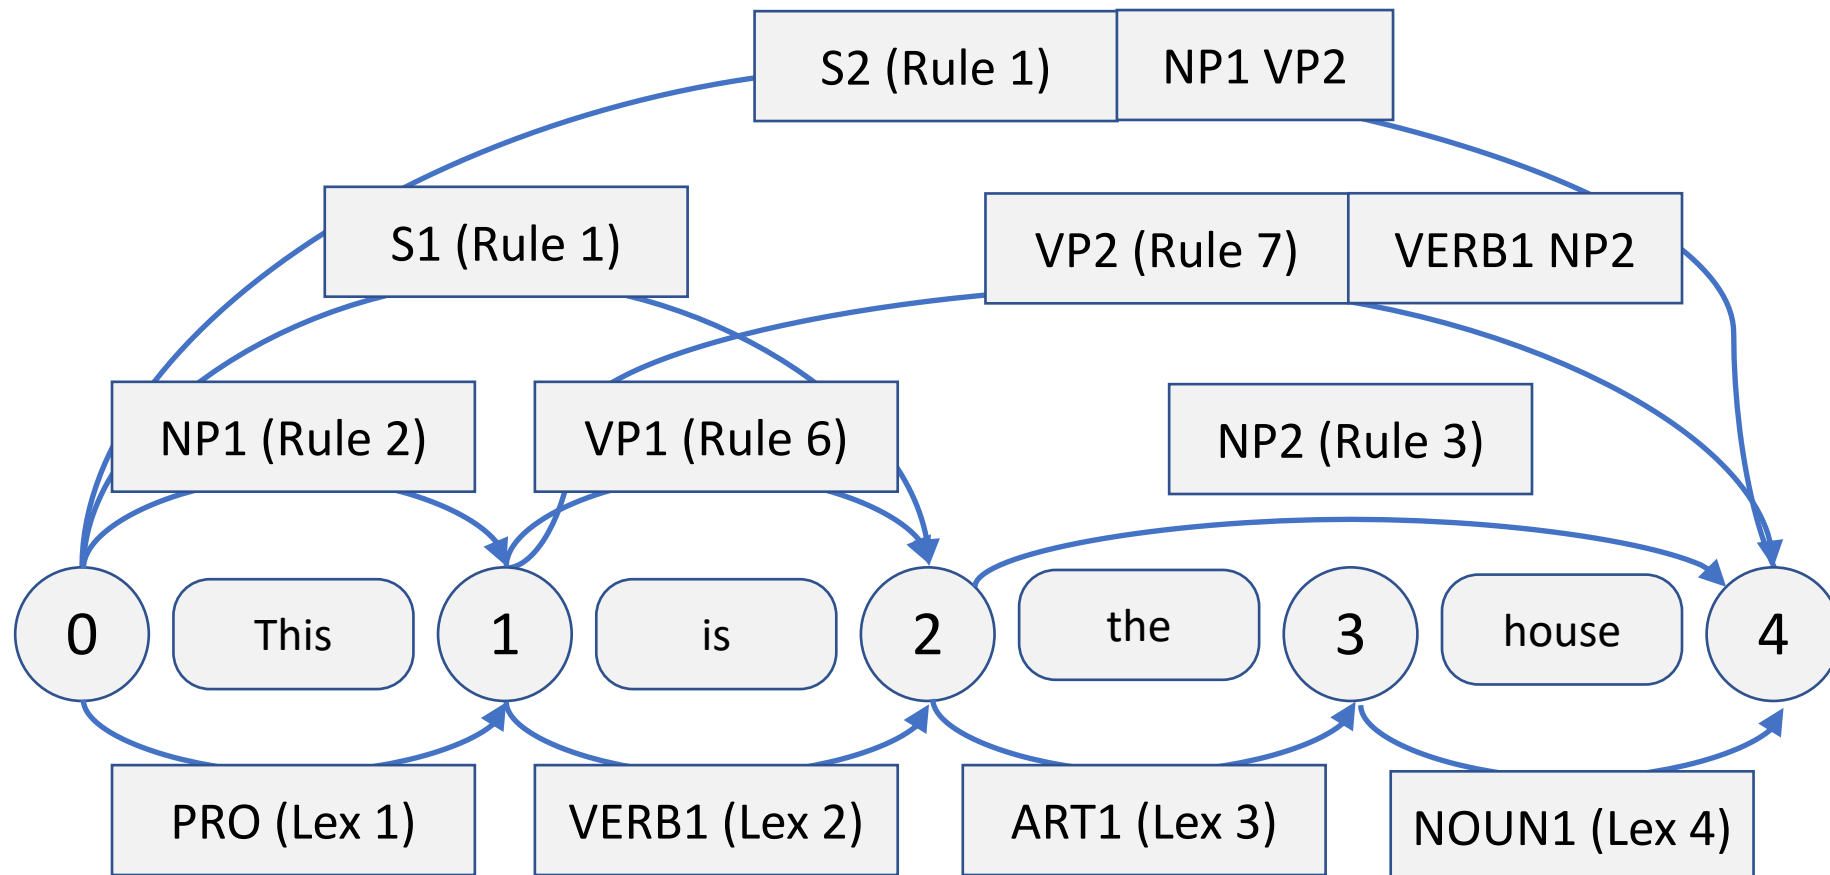 S2 (Rule 1) NP1 VP2
S1 (Rule 1) VP2 (Rule 7) VERB1 NP2
NP1 (Rule 2) VP1 (Rule 6) NP2 (Rule 3)
0 This 1 is 2 the 3 house 4
PRO (Lex 1) VERB1 (Lex 2) ART1 (Lex 3) NOUN1 (Lex 4)